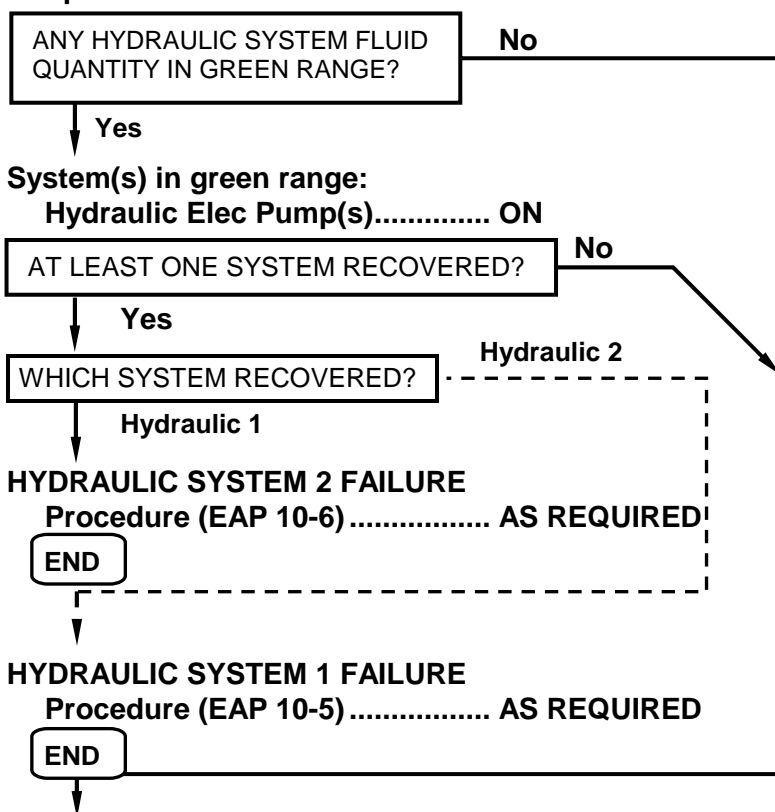 ANY HYDRAULIC SYSTEM FLUID
QUANTITY IN GREEN RANGE?
No
Yes
System(s) in green range:
Hydraulic Elec Pump(s).............. ON
AT LEAST ONE SYSTEM RECOVERED?
No
Yes
WHICH SYSTEM RECOVERED?
Hydraulic 2
Hydraulic 1
HYDRAULIC SYSTEM 2 FAILURE
Procedure (EAP 10-6)................. AS REQUIRED
END
HYDRAULIC SYSTEM 1 FAILURE
Procedure (EAP 10-5)................. AS REQUIRED
END